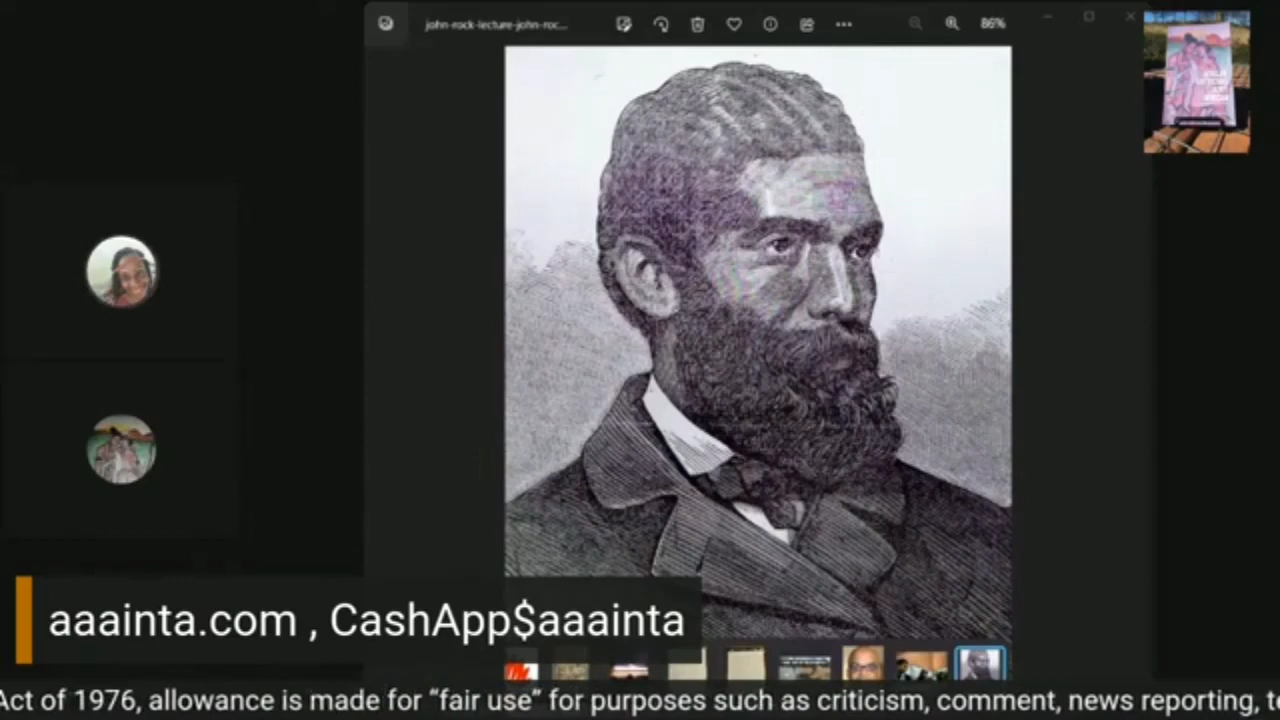 john-rock-lecture-john-roc...
86%
aaainta.com , CashApp$aaainta
Act of 1976, allowance is made for “fair use” for purposes such as criticism, comment, news reporting, t